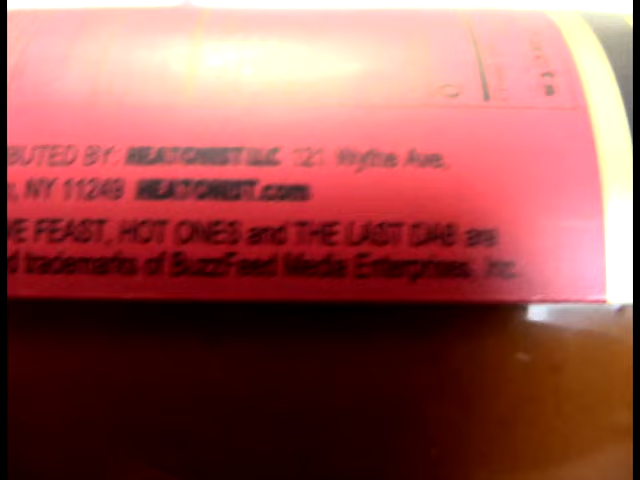 BUTED BY: HEATONIST LLC 121 Wythe Ave,
, NY 11249 HEATONIST.com
E FEAST, HOT ONES and THE LAST DAB are
d trademarks of BuzzFeed Media Enterprises, Inc.